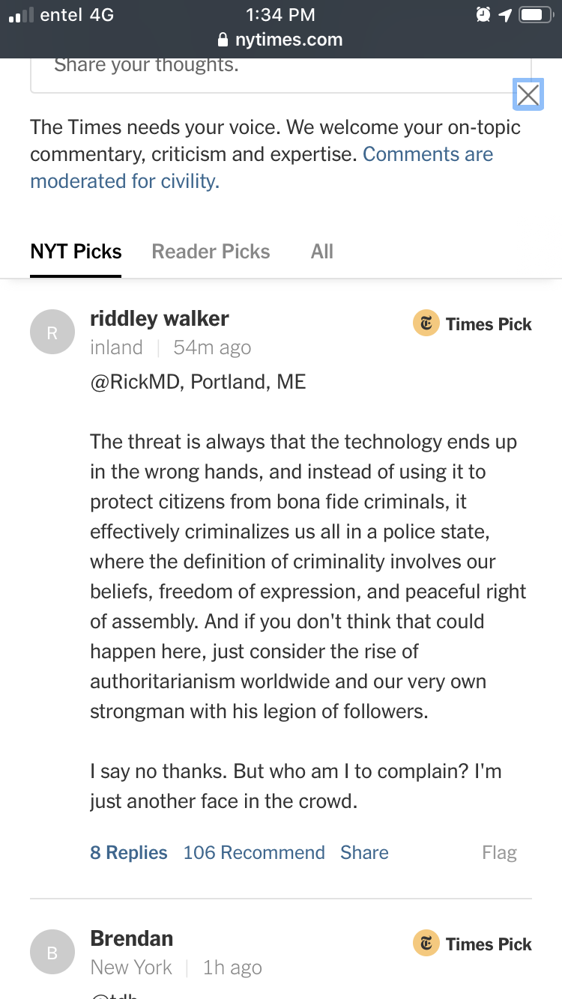 entel 4G 1:34 PM
nytimes.com
Share your thoughts.
The Times needs your voice. We welcome your on-topic
commentary, criticism and expertise. Comments are
moderated for civility.
NYT Picks Reader Picks All
R riddley walker Times Pick
inland | 54m ago
@RickMD, Portland, ME
The threat is always that the technology ends up
in the wrong hands, and instead of using it to
protect citizens from bona fide criminals, it
effectively criminalizes us all in a police state,
where the definition of criminality involves our
beliefs, freedom of expression, and peaceful right
of assembly. And if you don't think that could
happen here, just consider the rise of
authoritarianism worldwide and our very own
strongman with his legion of followers.
I say no thanks. But who am I to complain? I'm
just another face in the crowd.
8 Replies 106 Recommend Share Flag
B Brendan Times Pick
New York | 1h ago